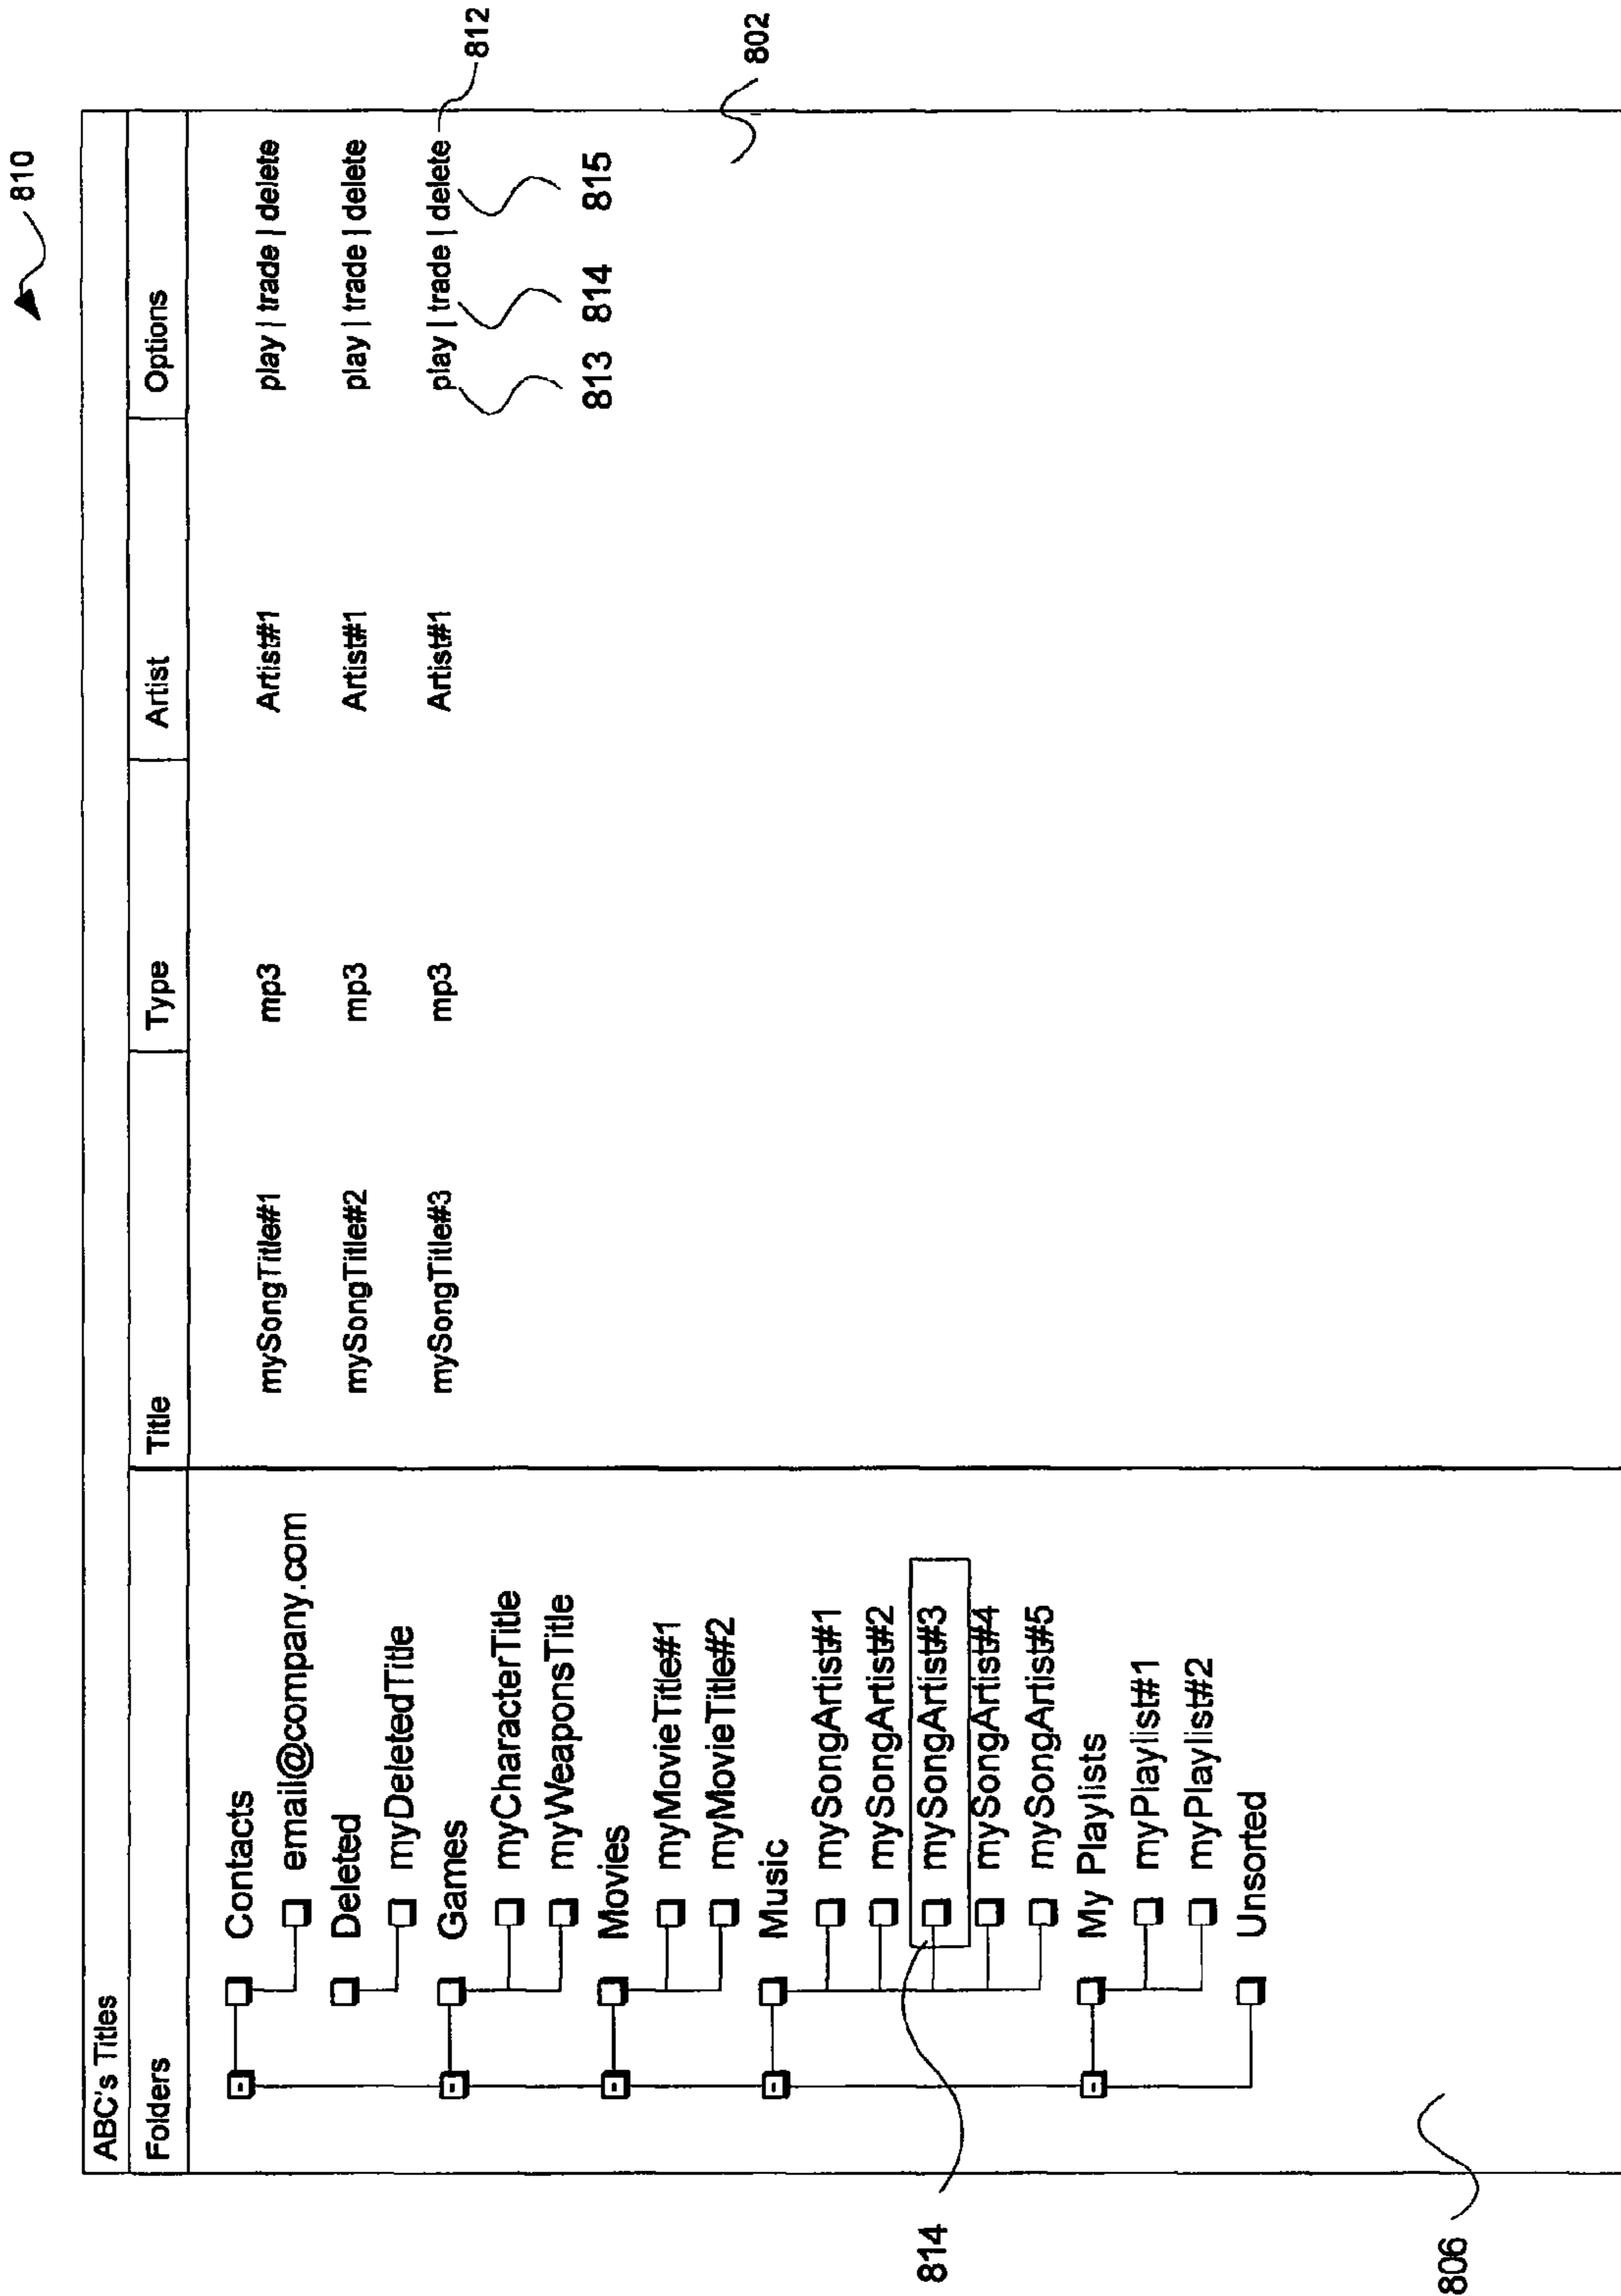 810
ABC's Titles
Folders Title Type Artist Options
Contacts
email@company.com
Deleted
myDeletedTitle
Games
myCharacterTitle
myWeaponsTitle
Movies
myMovieTitle#1
myMovieTitle#2
Music
mySongArtist#1
mySongArtist#2
mySongArtist#3
mySongArtist#4
mySongArtist#5
My Playlists
myPlaylist#1
myPlaylist#2
Unsorted
mySongTitle#1 mp3 Artist#1 play | trade | delete
mySongTitle#2 mp3 Artist#1 play | trade | delete
mySongTitle#3 mp3 Artist#1 play | trade | delete
812
813 814 815
802
814
806